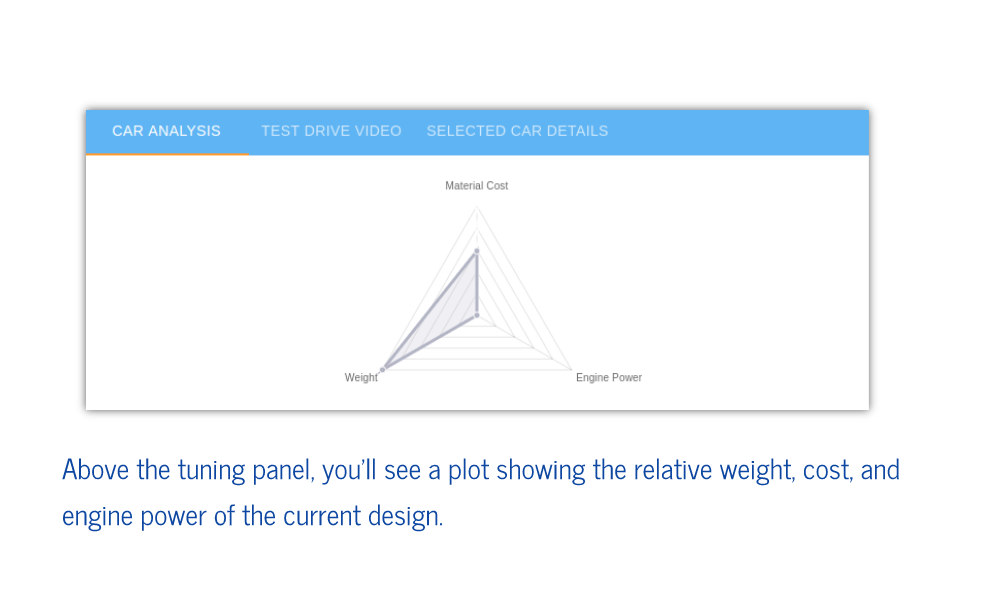 CAR ANALYSIS TEST DRIVE VIDEO SELECTED CAR DETAILS
Material Cost
Weight Engine Power
Above the tuning panel, you'll see a plot showing the relative weight, cost, and
engine power of the current design.